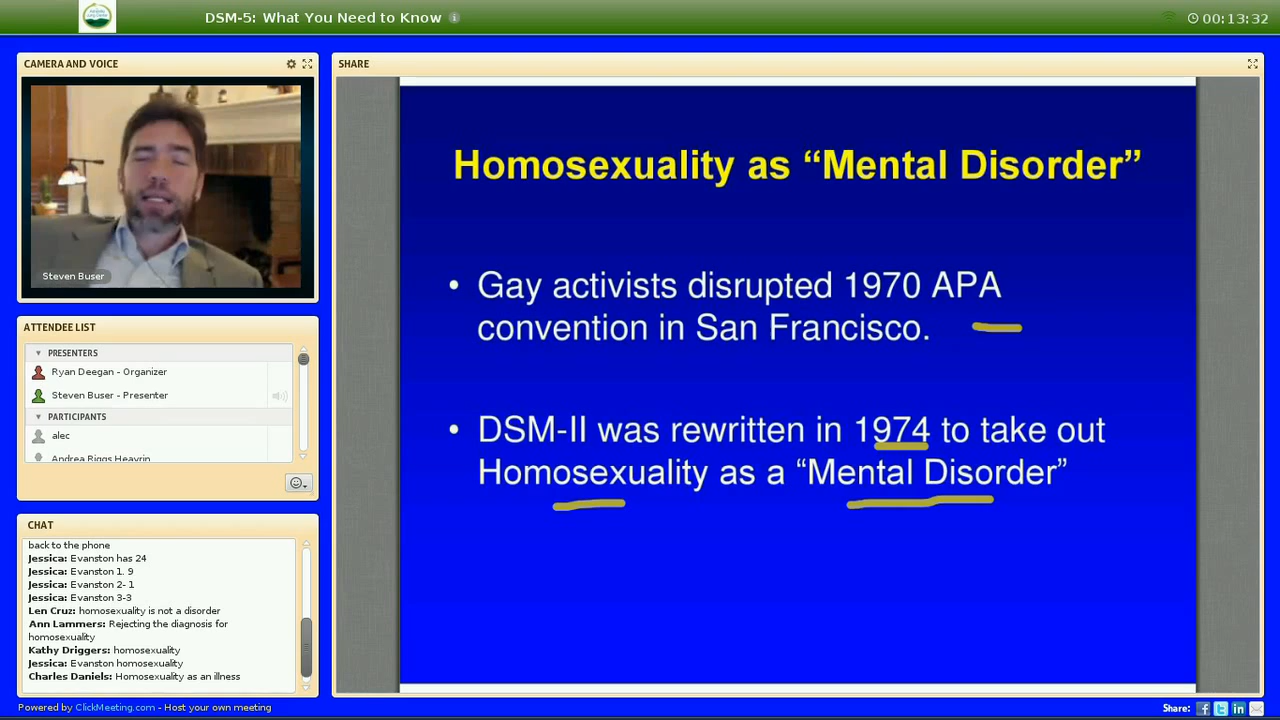 DSM-5: What You Need to Know
00:13:32
CAMERA AND VOICE
Steven Buser
ATTENDEE LIST
PRESENTERS
Ryan Deegan - Organizer
Steven Buser - Presenter
PARTICIPANTS
alec
Andrea Riggs Heavrin
CHAT
back to the phone
Jessica: Evanston has 24
Jessica: Evanston 1. 9
Jessica: Evanston 2- 1
Jessica: Evanston 3-3
Len Cruz: homosexuality is not a disorder
Ann Lammers: Rejecting the diagnosis for
homosexuality
Kathy Driggers: homosexuality
Jessica: Evanston homosexuality
Charles Daniels: Homosexuality as an illness
SHARE
Homosexuality as “Mental Disorder”
• Gay activists disrupted 1970 APA
convention in San Francisco.
• DSM-II was rewritten in 1974 to take out
Homosexuality as a “Mental Disorder”
Powered by ClickMeeting.com - Host your own meeting
Share: